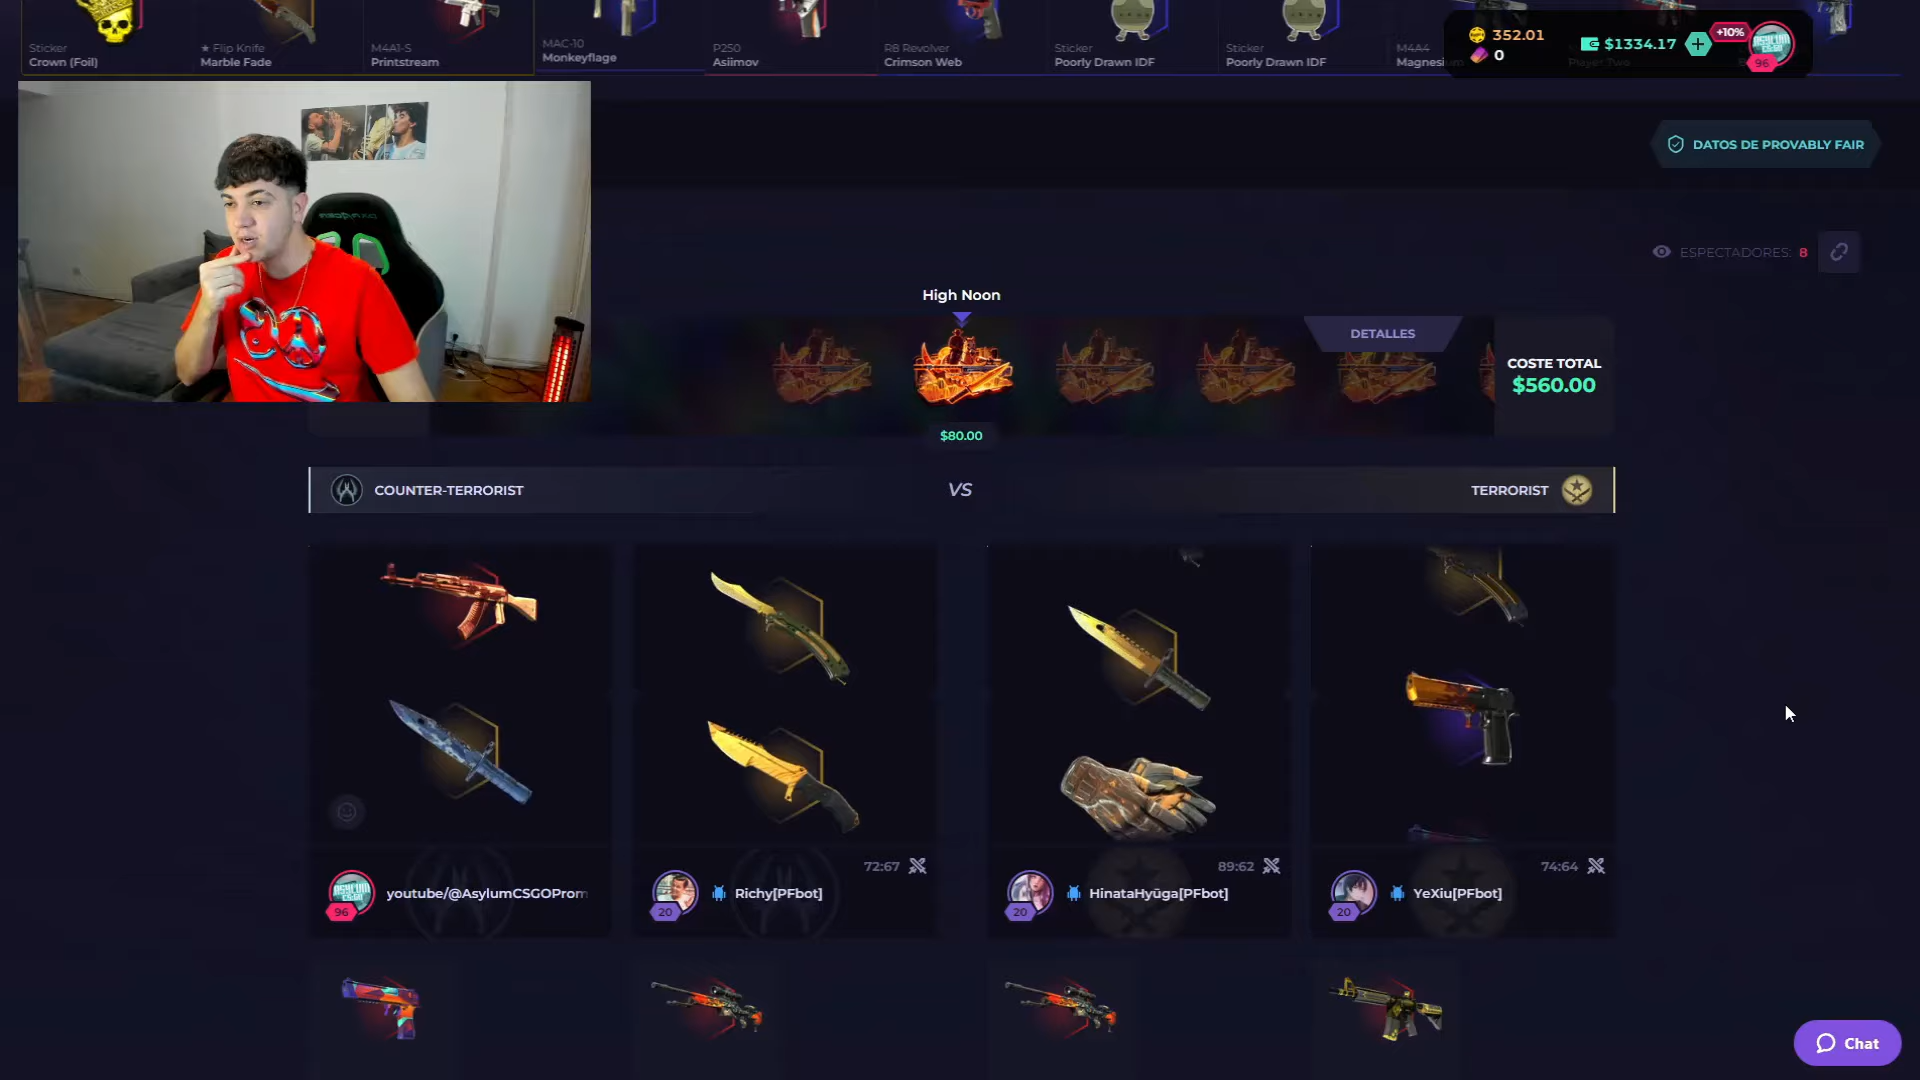 Sticker
Crown (Foil)
★ Flip Knife
Marble Fade
M4A1-S
Printstream
MAC-10
Monkeyflage
P250
Asiimov
R8 Revolver
Crimson Web
Sticker
Poorly Drawn IDF
Sticker
Poorly Drawn IDF
M4A4
Magnesium
Player Two
352.01
0
$1334.17
+10%
96
DATOS DE PROVABLY FAIR
ESPECTADORES: 8
High Noon
$80.00
DETALLES
COSTE TOTAL
$560.00
COUNTER-TERRORIST
VS
TERRORIST
96
youtube/@AsylumCSGOProm
72:67
20
Richy[PFbot]
89:62
20
HinataHyūga[PFbot]
74:64
20
YeXiu[PFbot]
Chat